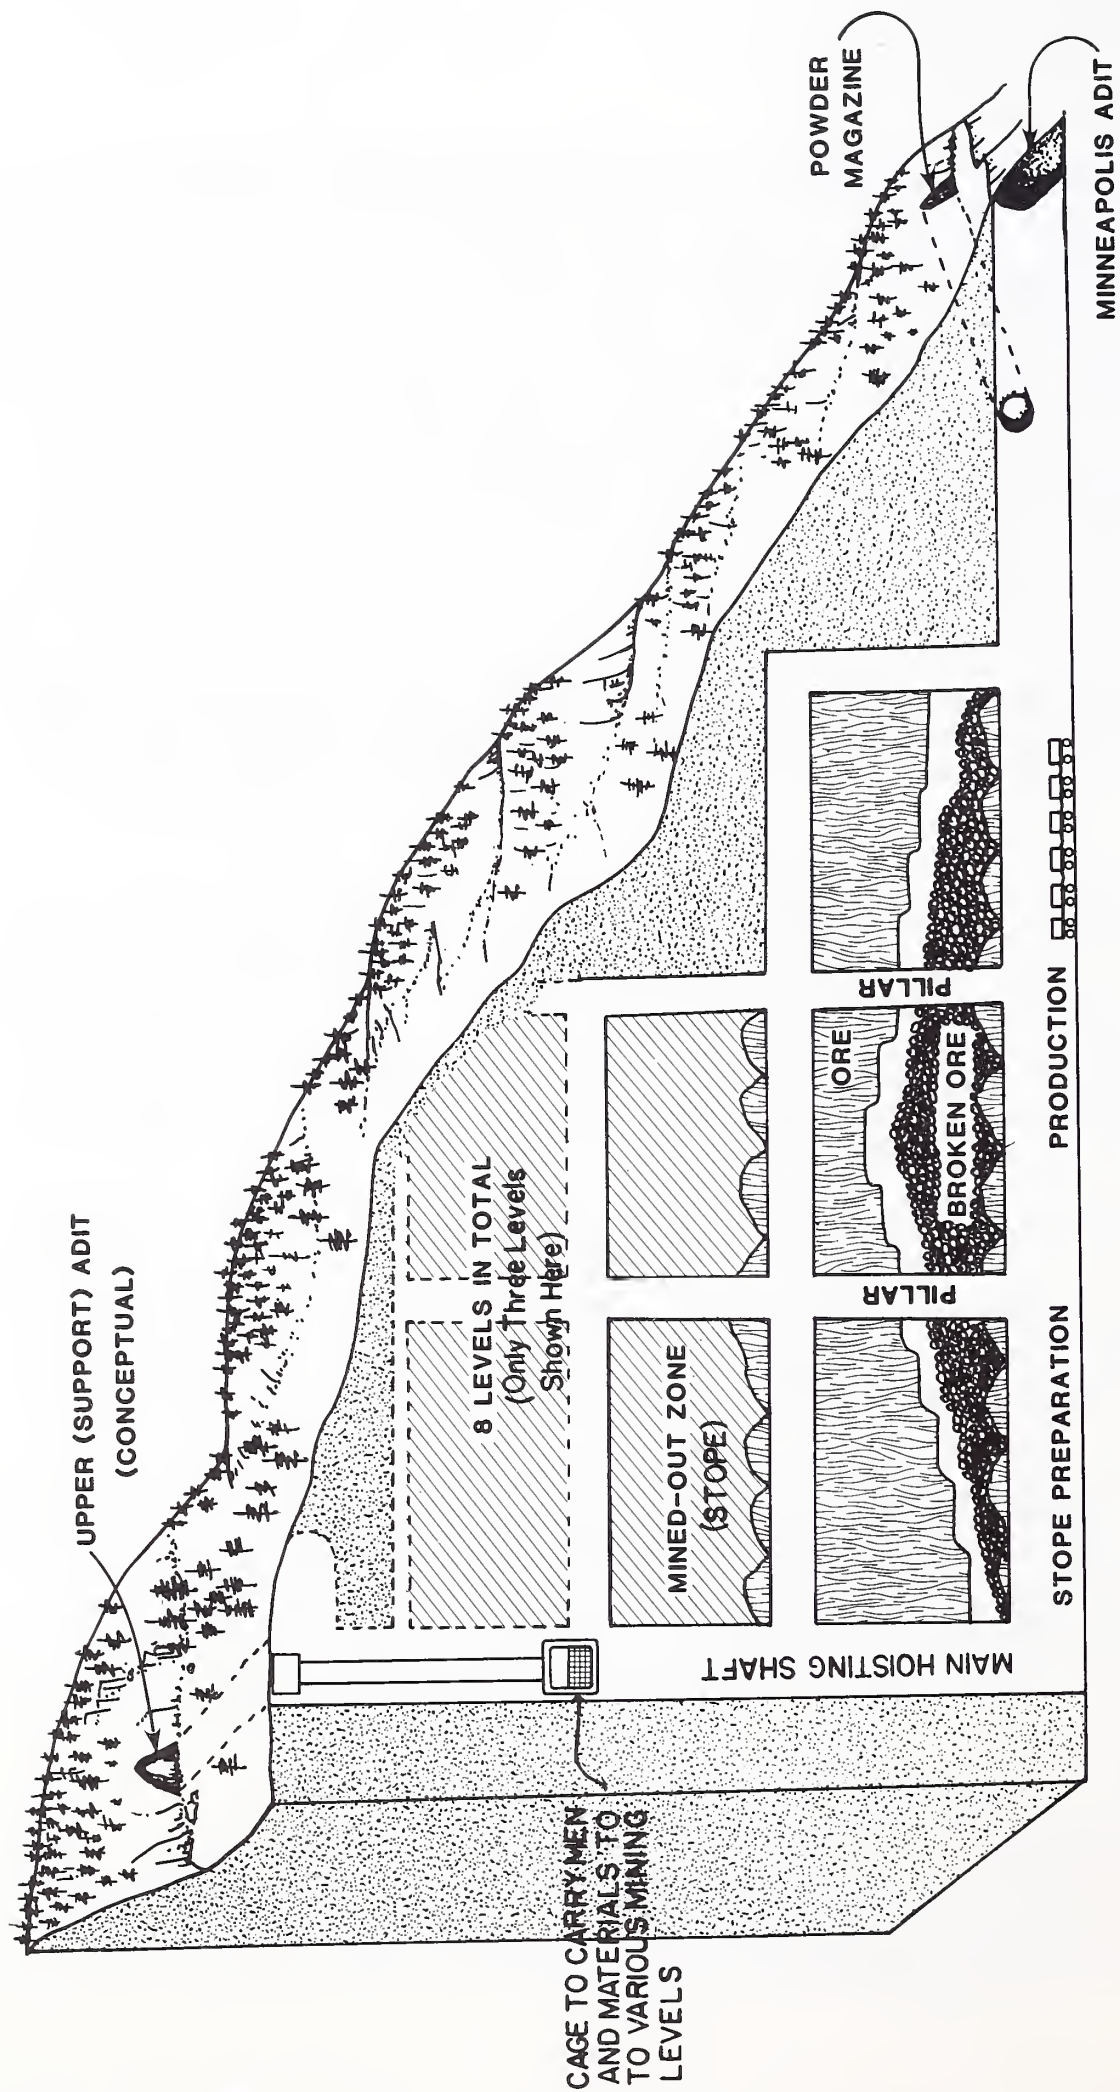 UPPER (SUPPORT) ADIT
(CONCEPTUAL)
POWDER
MAGAZINE
MINNEAPOLIS ADIT
8 LEVELS IN TOTAL
(Only Three Levels
Shown Here)
MINED-OUT ZONE
(STOPE)
ORE
BROKEN ORE
PILLAR
PILLAR
MAIN HOISTING SHAFT
CAGE TO CARRY MEN
AND MATERIALS TO
TO VARIOUS MINING
LEVELS
STOPE PREPARATION
PRODUCTION